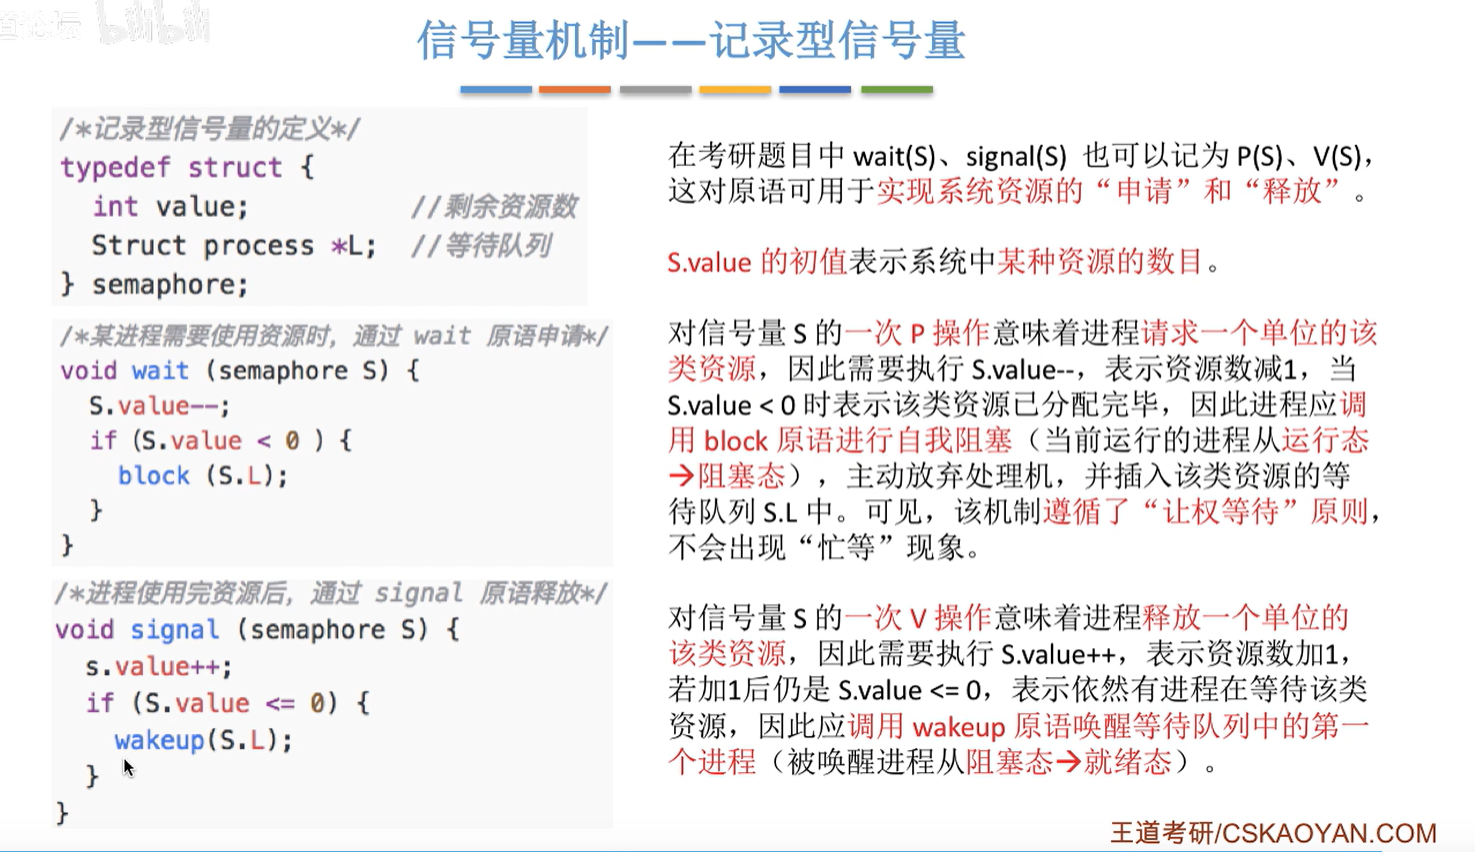 信号量机制——记录型信号量
/*记录型信号量的定义*/
typedef struct {
int value; //剩余资源数
Struct process *L; //等待队列
} semaphore;
/*某进程需要使用资源时，通过 wait 原语申请*/
void wait (semaphore S) {
S.value--;
if (S.value < 0 ) {
block (S.L);
}
}
/*进程使用完资源后，通过 signal 原语释放*/
void signal (semaphore S) {
s.value++;
if (S.value <= 0) {
wakeup(S.L);
}
}
在考研题目中 wait(S)、signal(S) 也可以记为 P(S)、V(S)，
这对原语可用于实现系统资源的“申请”和“释放”。
S.value 的初值表示系统中某种资源的数目。
对信号量 S 的一次 P 操作意味着进程请求一个单位的该
类资源，因此需要执行 S.value--，表示资源数减1，当
S.value < 0 时表示该类资源已分配完毕，因此进程应调
用 block 原语进行自我阻塞（当前运行的进程从运行态
→阻塞态），主动放弃处理机，并插入该类资源的等
待队列 S.L 中。可见，该机制遵循了“让权等待”原则，
不会出现“忙等”现象。
对信号量 S 的一次 V 操作意味着进程释放一个单位的
该类资源，因此需要执行 S.value++，表示资源数加1，
若加1后仍是 S.value <= 0，表示依然有进程在等待该类
资源，因此应调用 wakeup 原语唤醒等待队列中的第一
个进程（被唤醒进程从阻塞态→就绪态）。
王道考研/CSKAOYAN.COM